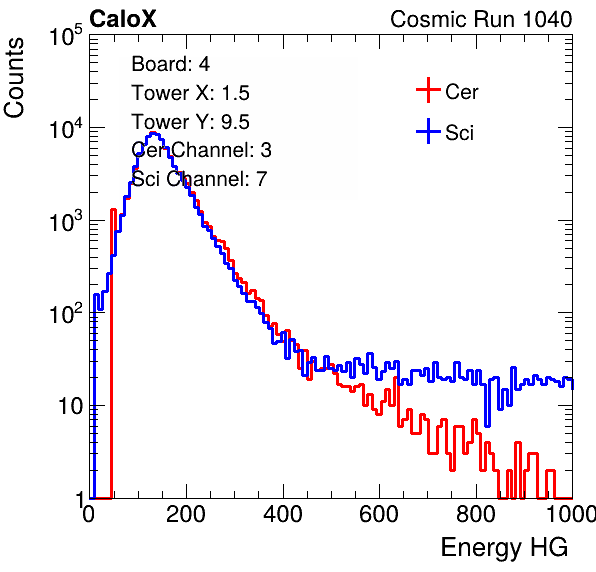 CaloX Cosmic Run 1040
Counts
10^5
10^4
10^3
10^2
10
1
Board: 4
Tower X: 1.5
Tower Y: 9.5
Cer Channel: 3
Sci Channel: 7
Cer
Sci
0 200 400 600 800 1000
Energy HG